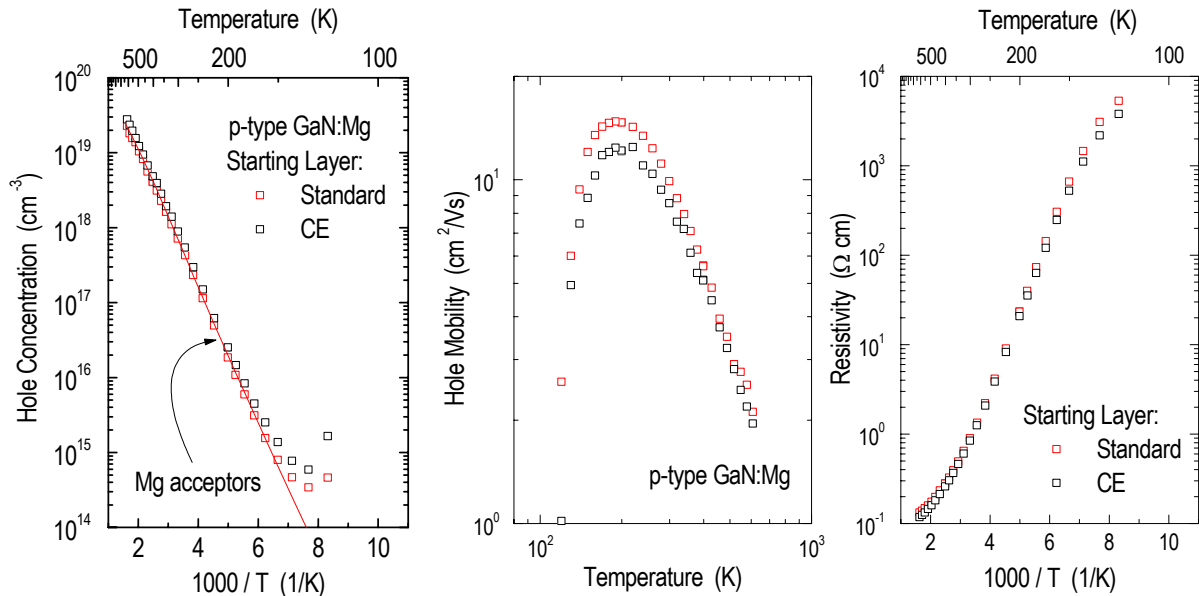 Temperature (K)
500 200 100
10^20
10^19
10^18
10^17
10^16
10^15
10^14
Hole Concentration (cm^-3)
p-type GaN:Mg
Starting Layer:
Standard
CE
Mg acceptors
2 4 6 8 10
1000 / T (1/K)
10^1
10^0
Hole Mobility (cm^2/Vs)
p-type GaN:Mg
10^2 10^3
Temperature (K)
Temperature (K)
500 200 100
10^4
10^3
10^2
10^1
10^0
10^-1
Resistivity (Ω cm)
Starting Layer:
Standard
CE
2 4 6 8 10
1000 / T (1/K)